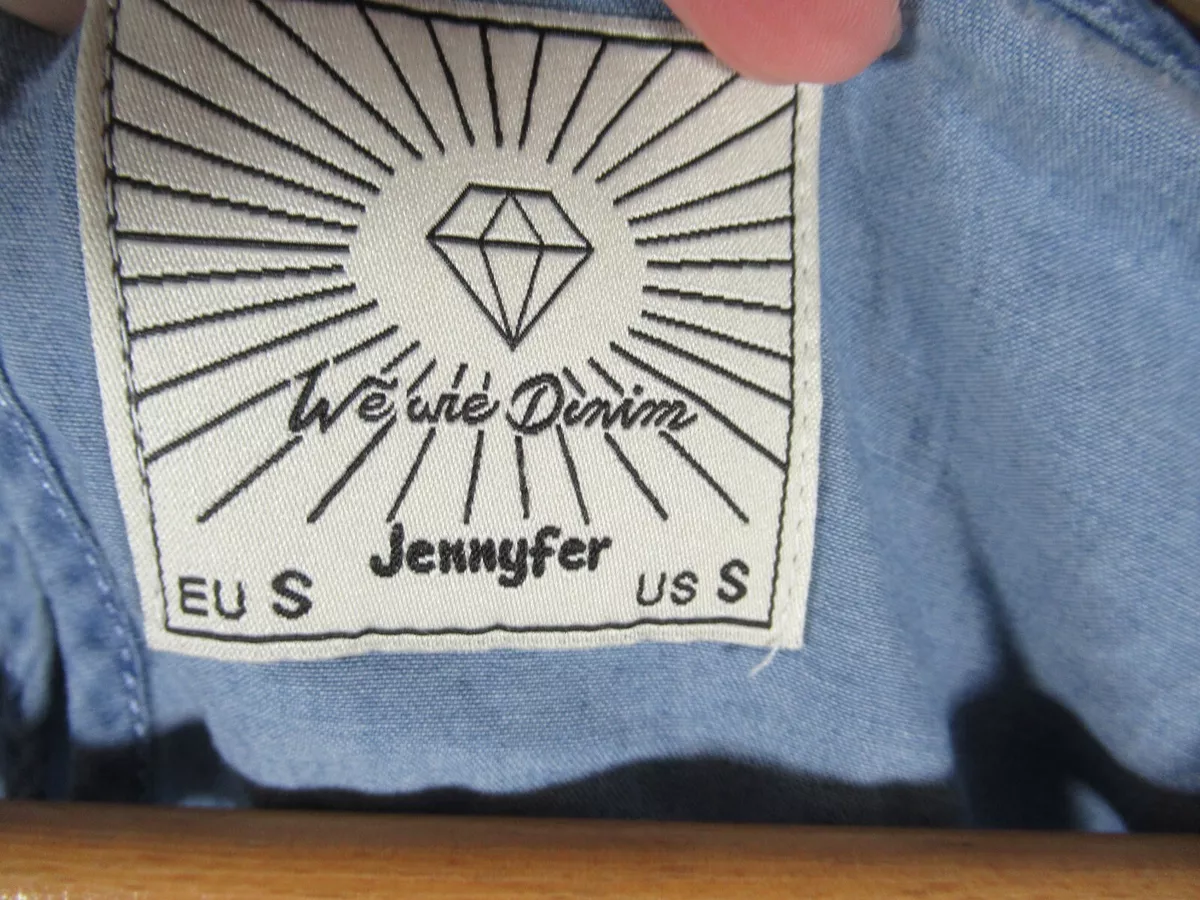 We are Denim
Jennyfer
EU S US S